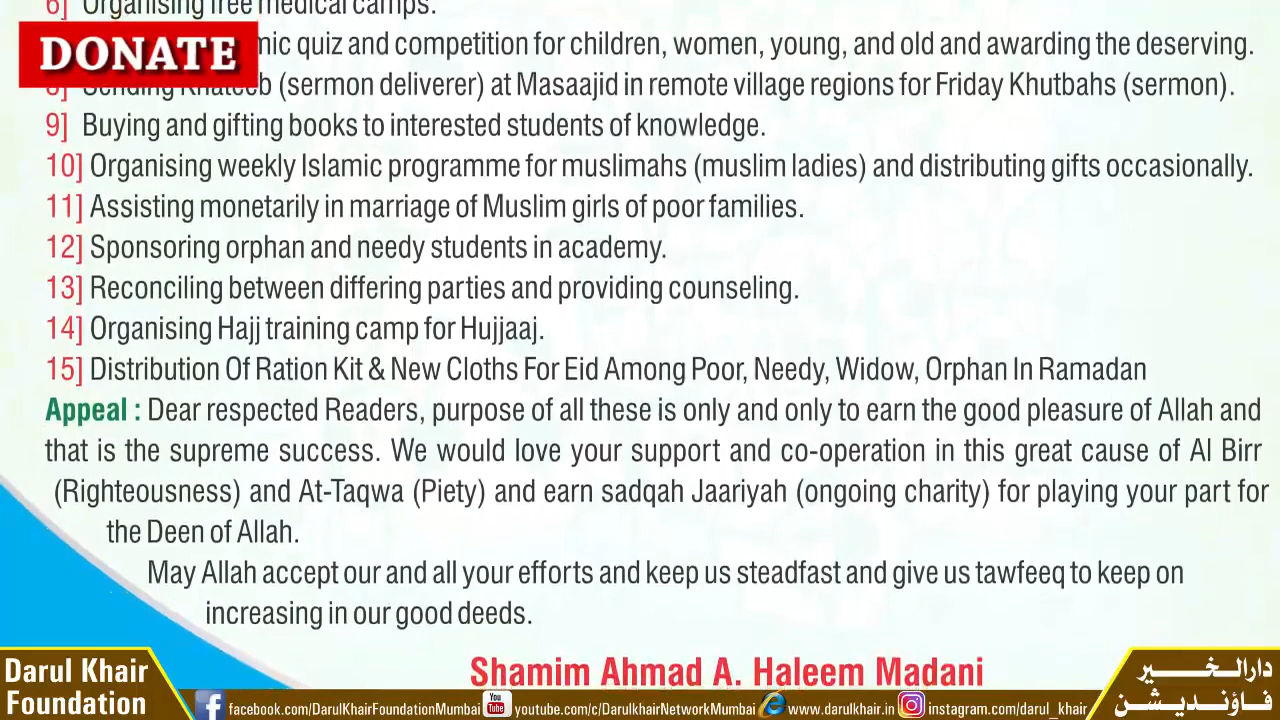 6] Organising free medical camps.
DONATE
mic quiz and competition for children, women, young, and old and awarding the deserving.
8] Sending Khateeb (sermon deliverer) at Masaajid in remote village regions for Friday Khutbahs (sermon).
9] Buying and gifting books to interested students of knowledge.
10] Organising weekly Islamic programme for muslimahs (muslim ladies) and distributing gifts occasionally.
11] Assisting monetarily in marriage of Muslim girls of poor families.
12] Sponsoring orphan and needy students in academy.
13] Reconciling between differing parties and providing counseling.
14] Organising Hajj training camp for Hujjaaj.
15] Distribution Of Ration Kit & New Cloths For Eid Among Poor, Needy, Widow, Orphan In Ramadan
Appeal : Dear respected Readers, purpose of all these is only and only to earn the good pleasure of Allah and
that is the supreme success. We would love your support and co-operation in this great cause of Al Birr
(Righteousness) and At-Taqwa (Piety) and earn sadqah Jaariyah (ongoing charity) for playing your part for
the Deen of Allah.
May Allah accept our and all your efforts and keep us steadfast and give us tawfeeq to keep on
increasing in our good deeds.
Shamim Ahmad A. Haleem Madani
Darul Khair
Foundation
facebook.com/DarulKhairFoundationMumbai
You Tube
youtube.com/c/DarulkhairNetworkMumbai
www.darulkhair.in
instagram.com/darul_khair
دارالخیر
فاؤنڈیشن